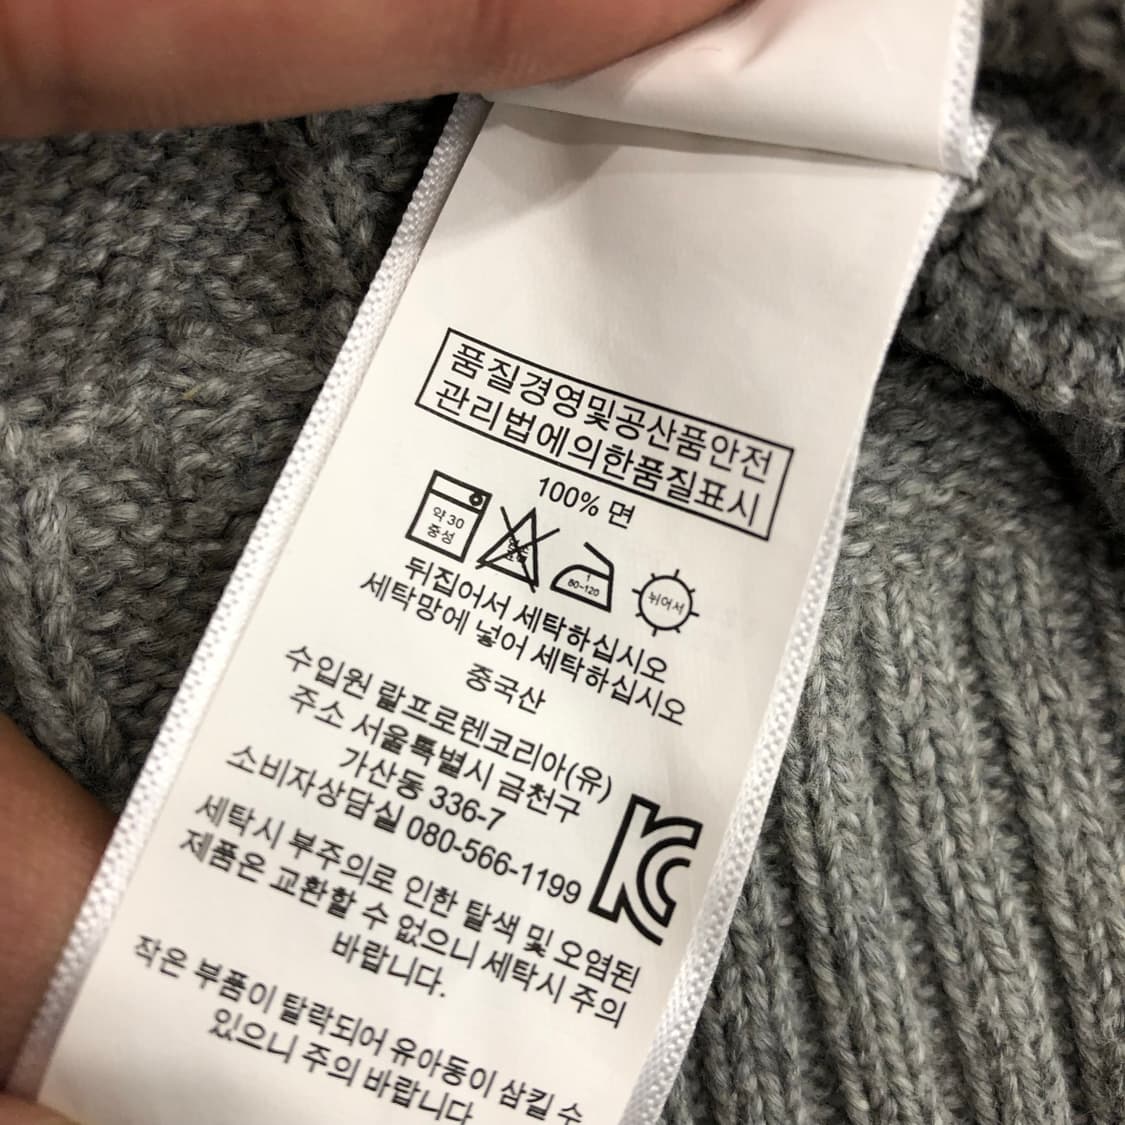 품질경영및공산품안전
관리법에의한품질표시
100% 면
약 30
중성
80~120
뉘어서
뒤집어서 세탁하십시오
세탁망에 넣어 세탁하십시오
중국산
수입원 랄프로렌코리아(유)
주소 서울특별시 금천구
가산동 336-7
소비자상담실 080-566-1199
세탁시 부주의로 인한 탈색 및 오염된
제품은 교환할 수 없으니 세탁시 주의
바랍니다.
작은 부품이 탈락되어 유아동이 삼킬 수
있으니 주의 바랍니다